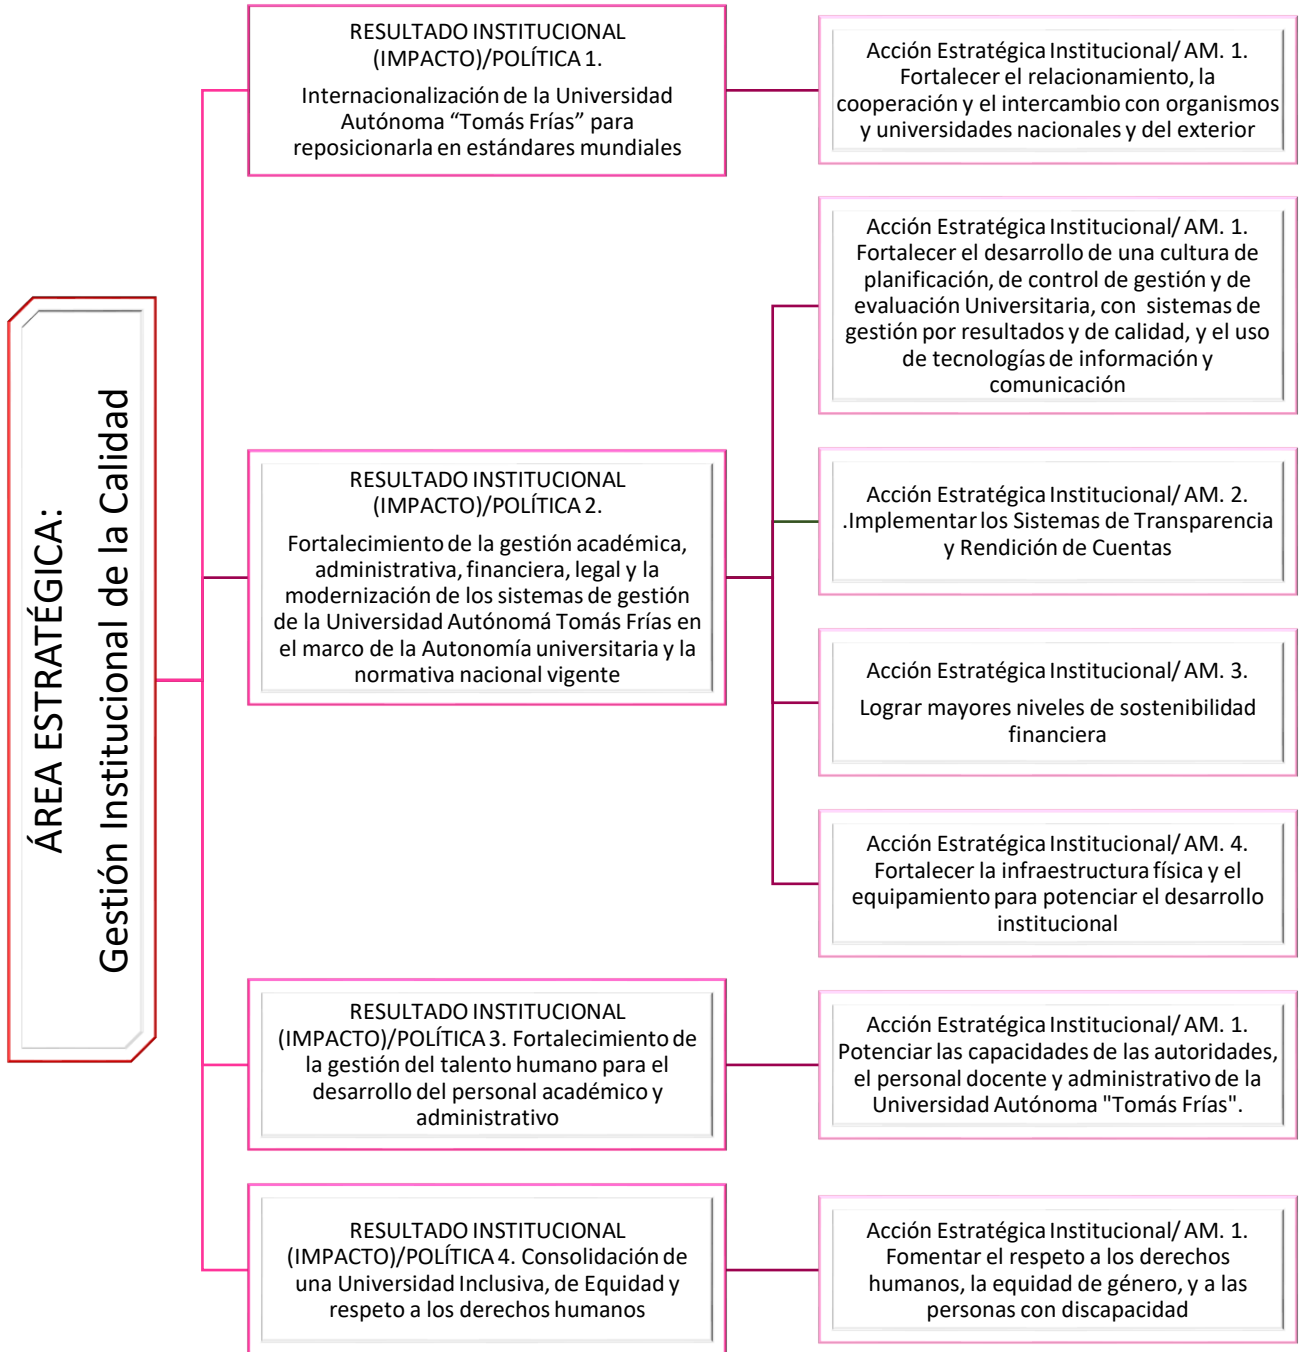 ÁREA ESTRATÉGICA:
Gestión Institucional de la Calidad
RESULTADO INSTITUCIONAL
(IMPACTO)/POLÍTICA 1.
Internacionalización de la Universidad
Autónoma “Tomás Frías” para
reposicionarla en estándares mundiales
Acción Estratégica Institucional/ AM. 1.
Fortalecer el relacionamiento, la
cooperación y el intercambio con organismos
y universidades nacionales y del exterior
RESULTADO INSTITUCIONAL
(IMPACTO)/POLÍTICA 2.
Fortalecimiento de la gestión académica,
administrativa, financiera, legal y la
modernización de los sistemas de gestión
de la Universidad Autónomá Tomás Frías en
el marco de la Autonomía universitaria y la
normativa nacional vigente
Acción Estratégica Institucional/ AM. 1.
Fortalecer el desarrollo de una cultura de
planificación, de control de gestión y de
evaluación Universitaria, con sistemas de
gestión por resultados y de calidad, y el uso
de tecnologías de información y
comunicación
Acción Estratégica Institucional/ AM. 2.
.Implementar los Sistemas de Transparencia
y Rendición de Cuentas
Acción Estratégica Institucional/ AM. 3.
Lograr mayores niveles de sostenibilidad
financiera
Acción Estratégica Institucional/ AM. 4.
Fortalecer la infraestructura física y el
equipamiento para potenciar el desarrollo
institucional
RESULTADO INSTITUCIONAL
(IMPACTO)/POLÍTICA 3. Fortalecimiento de
la gestión del talento humano para el
desarrollo del personal académico y
administrativo
Acción Estratégica Institucional/ AM. 1.
Potenciar las capacidades de las autoridades,
el personal docente y administrativo de la
Universidad Autónoma "Tomás Frías".
RESULTADO INSTITUCIONAL
(IMPACTO)/POLÍTICA 4. Consolidación de
una Universidad Inclusiva, de Equidad y
respeto a los derechos humanos
Acción Estratégica Institucional/ AM. 1.
Fomentar el respeto a los derechos
humanos, la equidad de género, y a las
personas con discapacidad